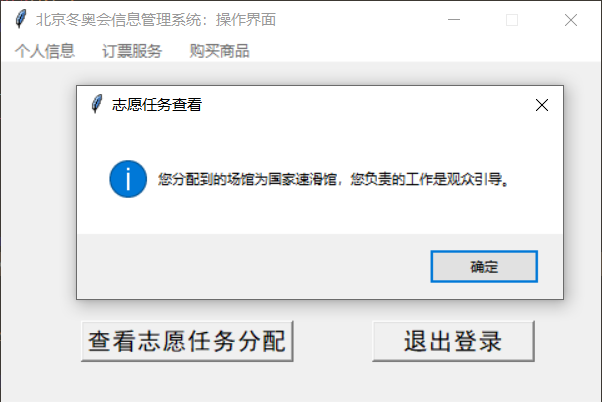 北京冬奥会信息管理系统：操作界面
个人信息 订票服务 购买商品
志愿任务查看
您分配到的场馆为国家速滑馆，您负责的工作是观众引导。
确定
查看志愿任务分配 退出登录